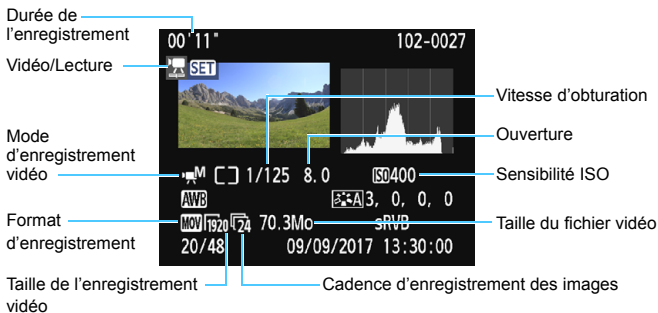 Durée de
l'enregistrement
00'11"
102-0027
Vidéo/Lecture
SET
Vitesse d'obturation
Ouverture
Mode
d'enregistrement
vidéo
M 1/125 8.0 ISO400
Sensibilité ISO
AWB A 3, 0, 0, 0
Format
d'enregistrement
MOV 1920 24 70.3Mo sRVB
Taille du fichier vidéo
20/48 09/09/2017 13:30:00
Taille de l'enregistrement
vidéo
Cadence d'enregistrement des images